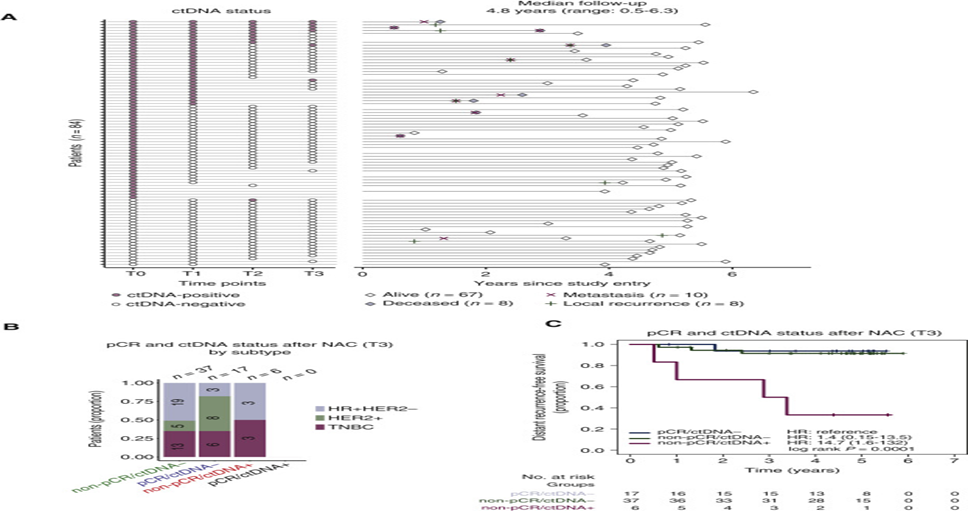 A
ctDNA status
Median follow-up
4.8 years (range: 0.5-6.3)
Patients (n = 84)
T0 T1 T2 T3
Time points
0 2 4 6
Years since study entry
ctDNA-positive
ctDNA-negative
Alive (n = 67)
Deceased (n = 8)
Metastasis (n = 10)
Local recurrence (n = 8)
B
pCR and ctDNA status after NAC (T3)
by subtype
n = 37 n = 17 n = 6 n = 0
Patients (proportion)
1.00
0.75
0.50
0.25
0.00
19 3 3
5 8
13 6 3
HR+HER2−
HER2+
TNBC
non-pCR/ctDNA−
pCR/ctDNA−
non-pCR/ctDNA+
pCR/ctDNA+
C
pCR and ctDNA status after NAC (T3)
Distant recurrence-free survival
(proportion)
1.0
0.8
0.6
0.4
0.2
0.0
pCR/ctDNA− HR: reference
non-pCR/ctDNA− HR: 1.4 (0.15-13.5)
non-pCR/ctDNA+ HR: 14.7 (1.6-132)
log rank P = 0.0001
0 1 2 3 4 5 6 7
Time (years)
No. at risk
Groups
pCR/ctDNA− 17 16 15 15 13 8 0 0
non-pCR/ctDNA− 37 36 33 31 28 15 0 0
non-pCR/ctDNA+ 6 5 4 3 2 1 0 0